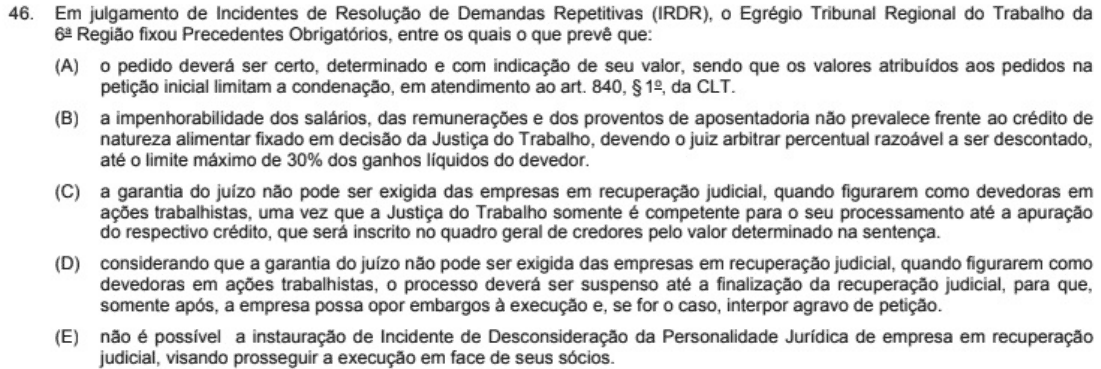 46. Em julgamento de Incidentes de Resolução de Demandas Repetitivas (IRDR), o Egrégio Tribunal Regional do Trabalho da
6ª Região fixou Precedentes Obrigatórios, entre os quais o que prevê que:
(A) o pedido deverá ser certo, determinado e com indicação de seu valor, sendo que os valores atribuídos aos pedidos na
petição inicial limitam a condenação, em atendimento ao art. 840, § 1º, da CLT.
(B) a impenhorabilidade dos salários, das remunerações e dos proventos de aposentadoria não prevalece frente ao crédito de
natureza alimentar fixado em decisão da Justiça do Trabalho, devendo o juiz arbitrar percentual razoável a ser descontado,
até o limite máximo de 30% dos ganhos líquidos do devedor.
(C) a garantia do juízo não pode ser exigida das empresas em recuperação judicial, quando figurarem como devedoras em
ações trabalhistas, uma vez que a Justiça do Trabalho somente é competente para o seu processamento até a apuração
do respectivo crédito, que será inscrito no quadro geral de credores pelo valor determinado na sentença.
(D) considerando que a garantia do juízo não pode ser exigida das empresas em recuperação judicial, quando figurarem como
devedoras em ações trabalhistas, o processo deverá ser suspenso até a finalização da recuperação judicial, para que,
somente após, a empresa possa opor embargos à execução e, se for o caso, interpor agravo de petição.
(E) não é possível a instauração de Incidente de Desconsideração da Personalidade Jurídica de empresa em recuperação
judicial, visando prosseguir a execução em face de seus sócios.